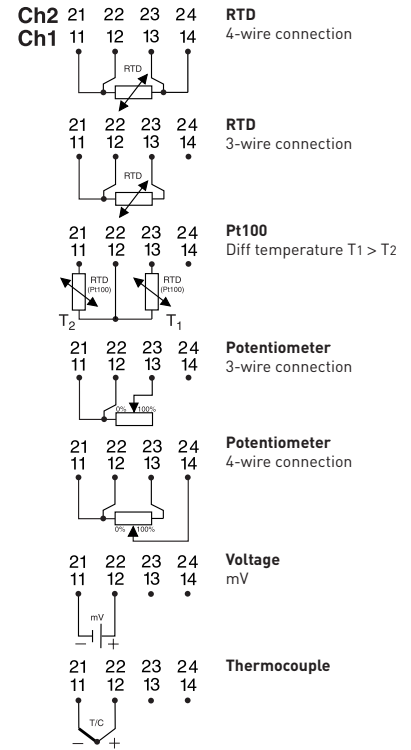 Ch2 21 22 23 24 RTD
Ch1 11 12 13 14 4-wire connection
RTD
21 22 23 24 RTD
11 12 13 14 3-wire connection
RTD
21 22 23 24 Pt100
11 12 13 14 Diff temperature T1 > T2
RTD RTD
(Pt100) (Pt100)
T2 T1
21 22 23 24 Potentiometer
11 12 13 14 3-wire connection
0% 100%
21 22 23 24 Potentiometer
11 12 13 14 4-wire connection
0% 100%
21 22 23 24 Voltage
11 12 13 14 mV
mV
– +
21 22 23 24 Thermocouple
11 12 13 14
T/C
– +